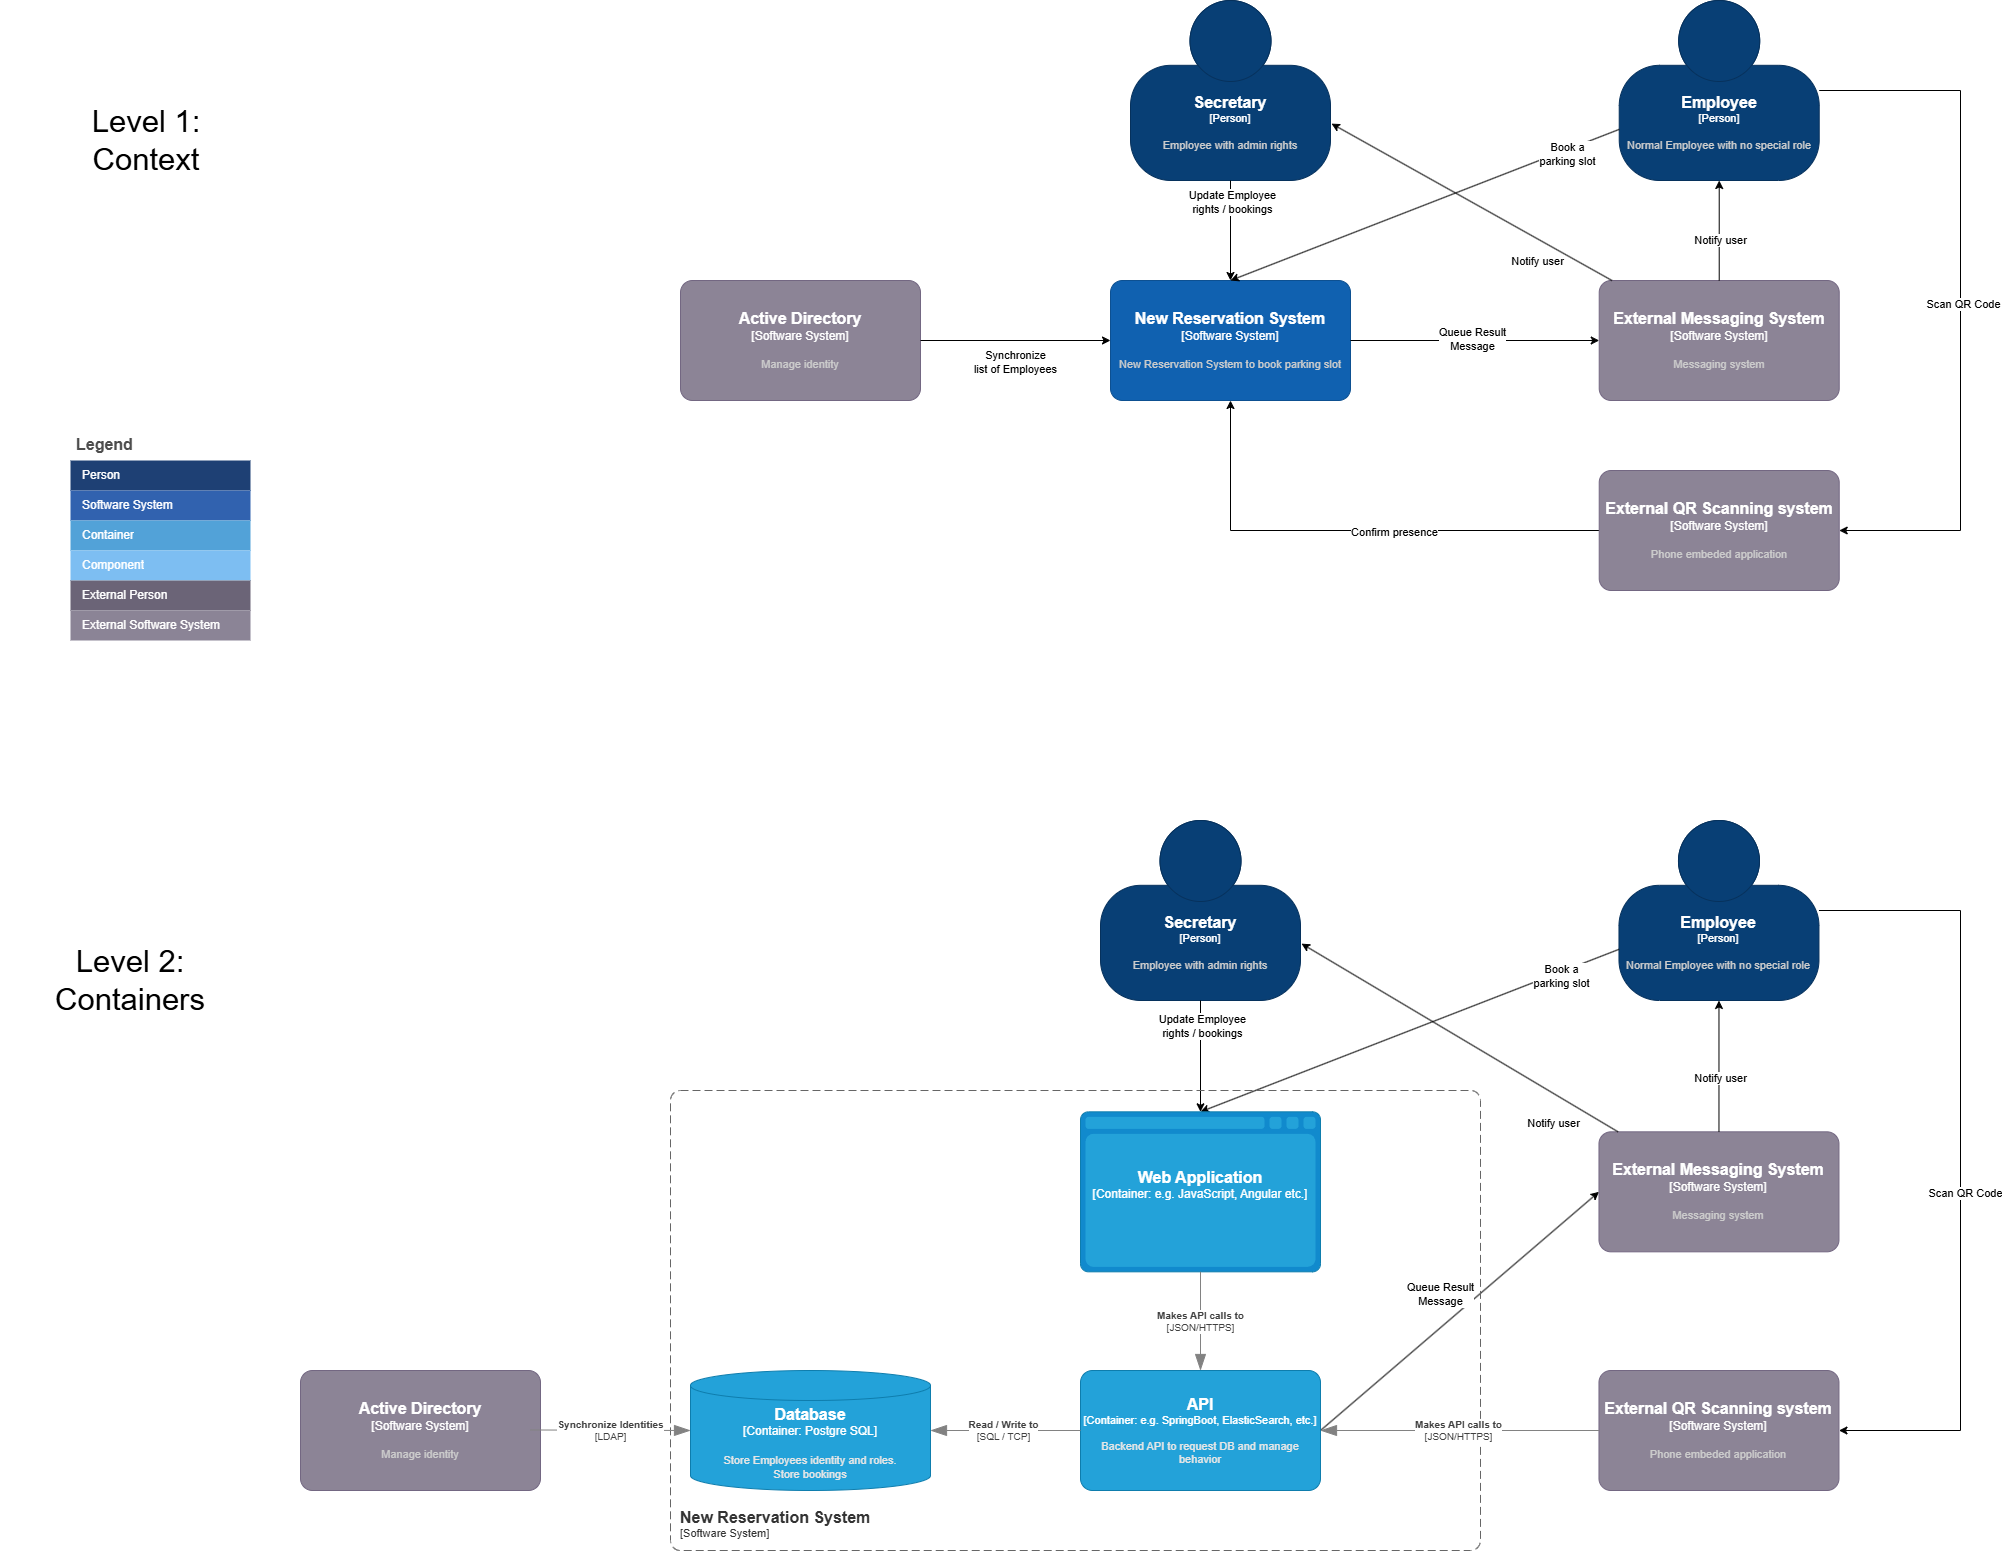 Level 1:
Context
Secretary
[Person]
Employee with admin rights
Employee
[Person]
Normal Employee with no special role
Book a
parking slot
Update Employee
rights / bookings
Notify user
Notify user
Scan QR Code
Active Directory
[Software System]
Manage identity
Synchronize
list of Employees
New Reservation System
[Software System]
New Reservation System to book parking slot
Queue Result
Message
External Messaging System
[Software System]
Messaging system
External QR Scanning system
[Software System]
Phone embeded application
Confirm presence
Legend
Person
Software System
Container
Component
External Person
External Software System
Level 2:
Containers
Secretary
[Person]
Employee with admin rights
Employee
[Person]
Normal Employee with no special role
Book a
parking slot
Update Employee
rights / bookings
Notify user
Notify user
Scan QR Code
Web Application
[Container: e.g. JavaScript, Angular etc.]
External Messaging System
[Software System]
Messaging system
Queue Result
Message
Makes API calls to
[JSON/HTTPS]
Active Directory
[Software System]
Manage identity
Synchronize Identities
[LDAP]
Database
[Container: Postgre SQL]
Store Employees identity and roles.
Store bookings
Read / Write to
[SQL / TCP]
API
[Container: e.g. SpringBoot, ElasticSearch, etc.]
Backend API to request DB and manage
behavior
Makes API calls to
[JSON/HTTPS]
External QR Scanning system
[Software System]
Phone embeded application
New Reservation System
[Software System]